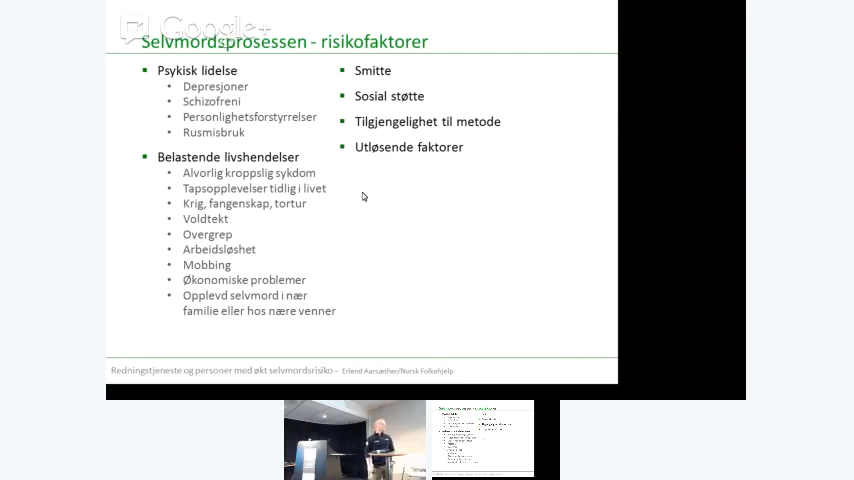 Google+
Selvmordsprosessen - risikofaktorer
Psykisk lidelse
Depresjoner
Schizofreni
Personlighetsforstyrrelser
Rusmisbruk
Belastende livshendelser
Alvorlig kroppslig sykdom
Tapsopplevelser tidlig i livet
Krig, fangenskap, tortur
Voldtekt
Overgrep
Arbeidsløshet
Mobbing
Økonomiske problemer
Opplevd selvmord i nær
familie eller hos nære venner
Smitte
Sosial støtte
Tilgjengelighet til metode
Utløsende faktorer
Redningstjeneste og personer med økt selvmordsrisiko – Erlend Aarsæther/Norsk Folkehjelp